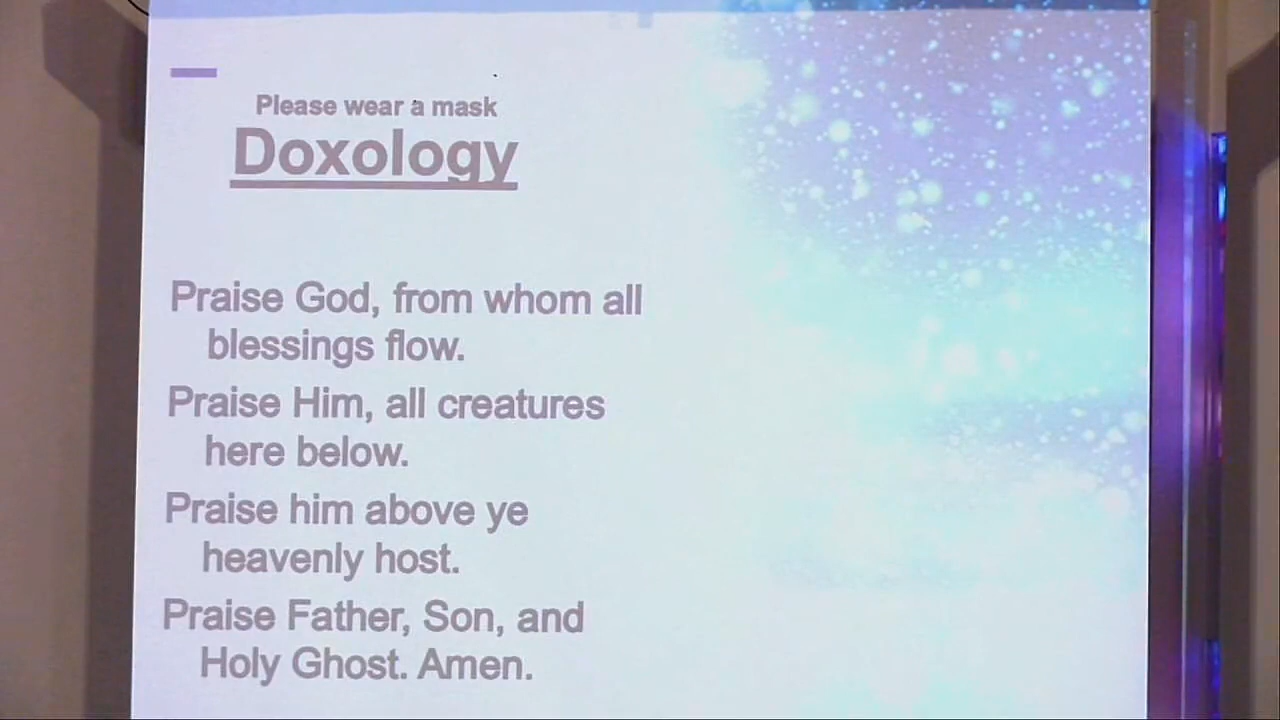 Please wear a mask
Doxology
Praise God, from whom all
blessings flow.
Praise Him, all creatures
here below.
Praise him above ye
heavenly host.
Praise Father, Son, and
Holy Ghost. Amen.